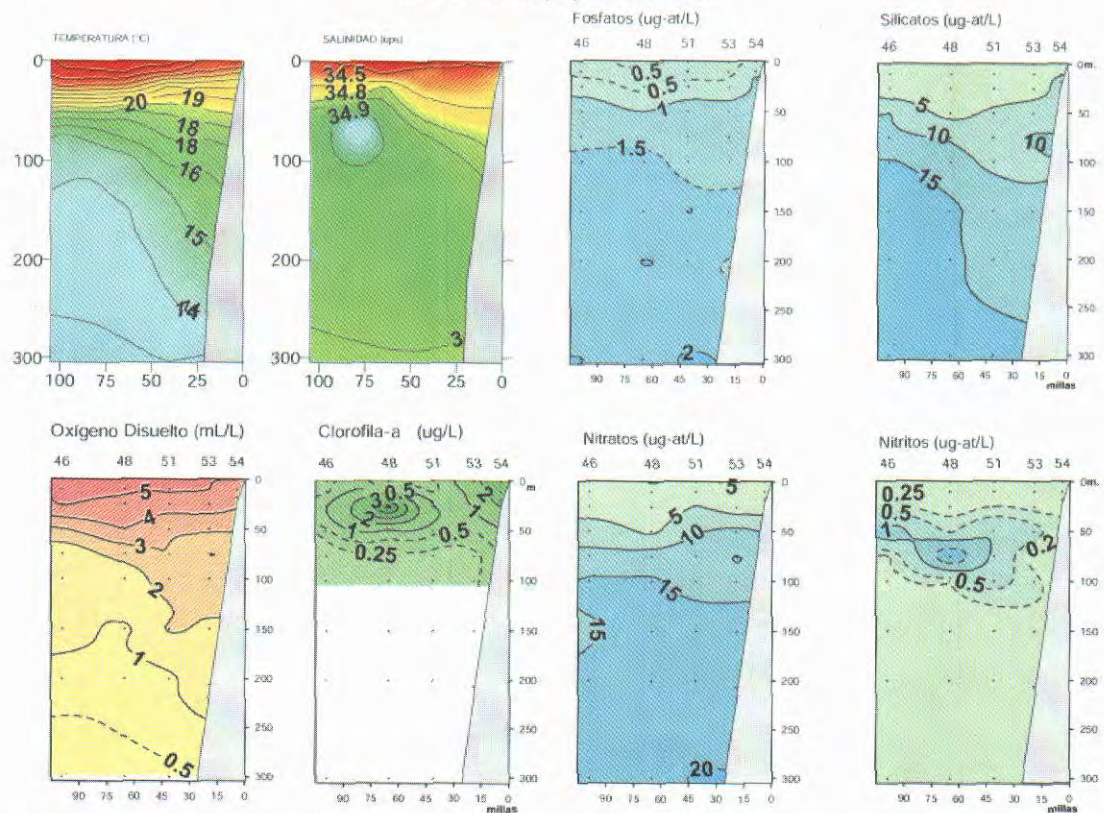 TEMPERATURA (°C)
0
100
200
300
100 75 50 25 0
20 19
18
18
16
15
14
SALINIDAD (ups)
0
100
200
300
100 75 50 25 0
34.5
34.8
34.9
3
Fosfatos (ug-at/L)
46 48 51 53 54
0.5
0.5
1
1.5
0
2
0m.
50
100
150
200
250
300
90 75 60 45 30 15 0
millas
Silicatos (ug-at/L)
46 48 51 53 54
5
10
10
15
0m.
50
100
150
200
250
300
90 75 60 45 30 15 0
millas
Oxígeno Disuelto (mL/L)
46 48 51 53 54
5
4
3
2
1
0.5
0
50
100
150
200
250
300
90 75 60 45 30 15 0
Clorofila-a (ug/L)
46 48 51 53 54
3 0.5
2
2
1
1
0.5
0.25
0 m
50
100
150
200
250
300
90 75 60 45 30 15 0
millas
Nitratos (ug-at/L)
46 48 51 53 54
5
5
10
0
15
15
20
0
50
100
150
200
250
300
90 75 60 45 30 15 0
millas
Nitritos (ug-at/L)
46 48 51 53 54
0.25
0.5
1
0.2
0.5
0m.
50
100
150
200
250
300
90 75 60 45 30 15 0
millas